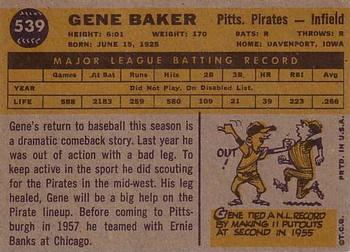 539
GENE BAKER
Pitts. Pirates — Infield
HEIGHT: 6:01 WEIGHT: 170 BATS: R THROWS: R
BORN: JUNE 15, 1925 HOME: DAVENPORT, IOWA
MAJOR LEAGUE BATTING RECORD
Games At Bat Runs Hits 2B 3B HR RBI Avg.
YEAR Did Not Play. On Disabled List.
LIFE 588 2183 259 580 109 21 39 223 .266
Gene's return to baseball this season is
a dramatic comeback story. Last year he
was out of action with a bad leg. To
keep active in the sport he did scouting
for the Pirates in the mid-west. His leg
healed, Gene will be a big help on the
Pirate lineup. Before coming to Pitts-
burgh in 1957 he teamed with Ernie
Banks at Chicago.
OUT
GENE TIED A N.L. RECORD
BY MAKING 11 PUTOUTS
AT SECOND IN 1955
©T.C.G.
PRTD. IN U.S.A.